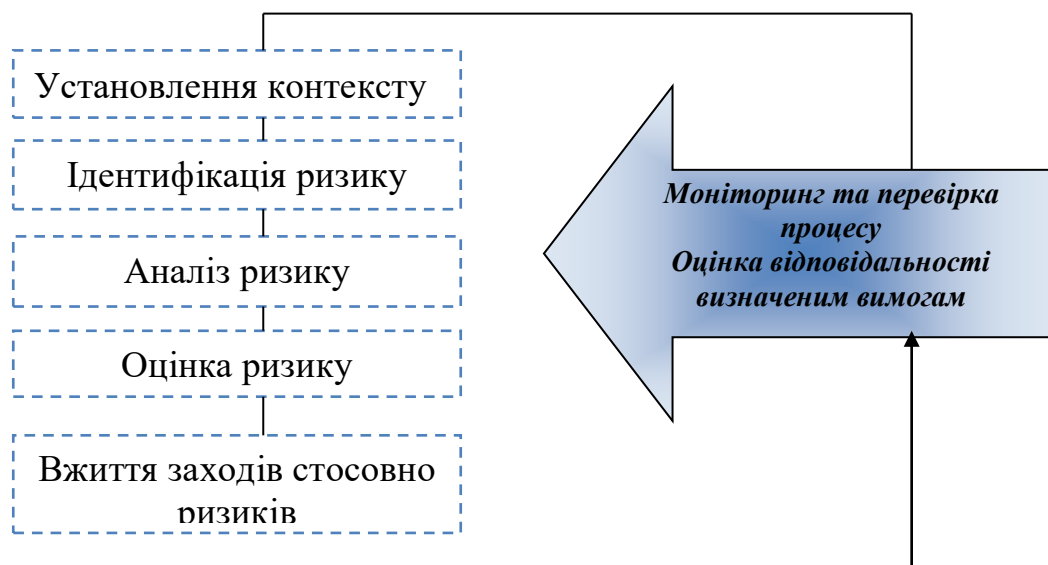 Установлення контексту
Ідентифікація ризику
Аналіз ризику
Оцінка ризику
Вжиття заходів стосовно
ризиків
Моніторинг та перевірка
процесу
Оцінка відповідальності
визначеним вимогам